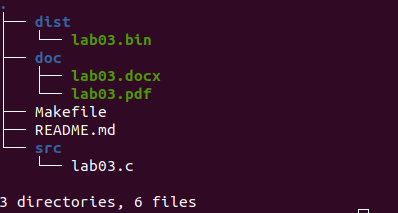 .
├── dist
│   └── lab03.bin
├── doc
│   ├── lab03.docx
│   └── lab03.pdf
├── Makefile
├── README.md
└── src
    └── lab03.c
3 directories, 6 files